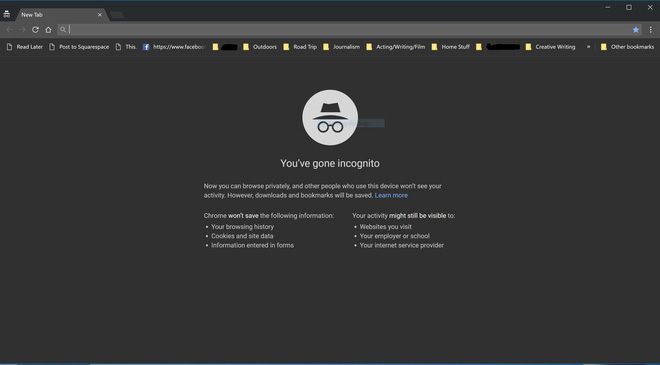 New Tab
Read Later Post to Squarespace This. https://www.facebo Outdoors Road Trip Journalism Acting/Writing/Film Home Stuff Creative Writing » Other bookmarks
You've gone incognito
Now you can browse privately, and other people who use this device won't see your
activity. However, downloads and bookmarks will be saved. Learn more
Chrome won't save the following information:
• Your browsing history
• Cookies and site data
• Information entered in forms
Your activity might still be visible to:
• Websites you visit
• Your employer or school
• Your internet service provider